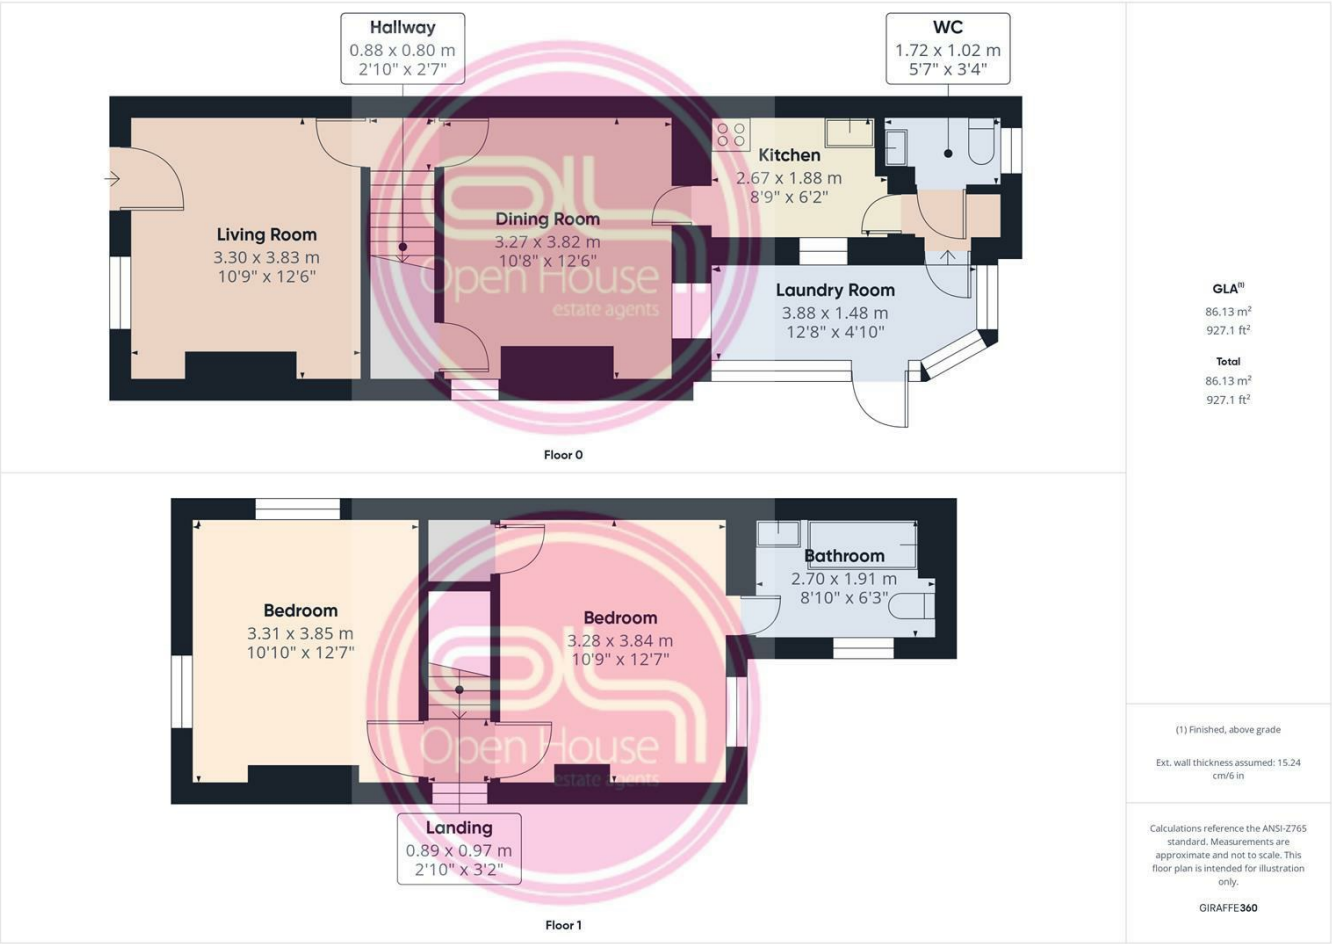 Hallway
0.88 x 0.80 m
2'10" x 2'7"
WC
1.72 x 1.02 m
5'7" x 3'4"
Kitchen
2.67 x 1.88 m
8'9" x 6'2"
Living Room
3.30 x 3.83 m
10'9" x 12'6"
Dining Room
3.27 x 3.82 m
10'8" x 12'6"
Open House
estate agents
Laundry Room
3.88 x 1.48 m
12'8" x 4'10"
Floor 0
GLA(1)
86.13 m²
927.1 ft²
Total
86.13 m²
927.1 ft²
Bedroom
3.31 x 3.85 m
10'10" x 12'7"
Bedroom
3.28 x 3.84 m
10'9" x 12'7"
Bathroom
2.70 x 1.91 m
8'10" x 6'3"
Open House
estate agents
Landing
0.89 x 0.97 m
2'10" x 3'2"
Floor 1
(1) Finished, above grade
Ext. wall thickness assumed: 15.24
cm/6 in
Calculations reference the ANSI-Z765
standard. Measurements are
approximate and not to scale. This
floor plan is intended for illustration
only.
GIRAFFE360